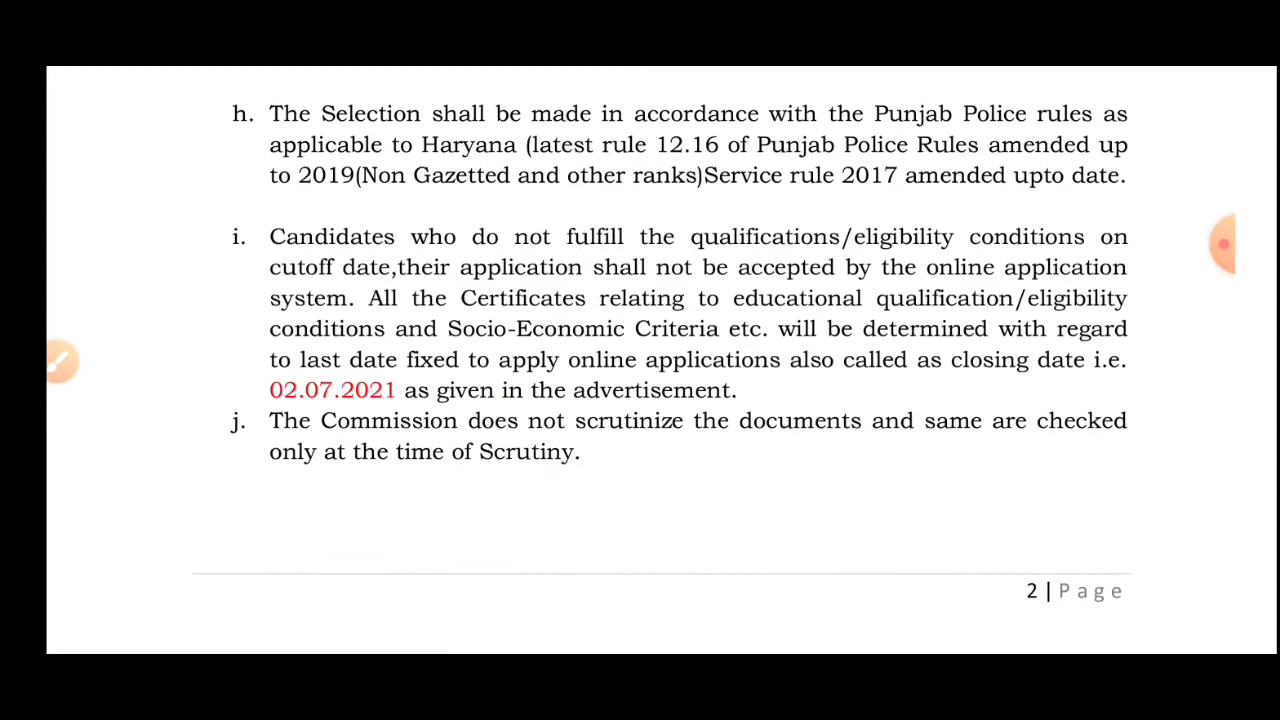 h. The Selection shall be made in accordance with the Punjab Police rules as
applicable to Haryana (latest rule 12.16 of Punjab Police Rules amended up
to 2019(Non Gazetted and other ranks)Service rule 2017 amended upto date.
i. Candidates who do not fulfill the qualifications/eligibility conditions on
cutoff date,their application shall not be accepted by the online application
system. All the Certificates relating to educational qualification/eligibility
conditions and Socio-Economic Criteria etc. will be determined with regard
to last date fixed to apply online applications also called as closing date i.e.
02.07.2021 as given in the advertisement.
j. The Commission does not scrutinize the documents and same are checked
only at the time of Scrutiny.
2 | Page